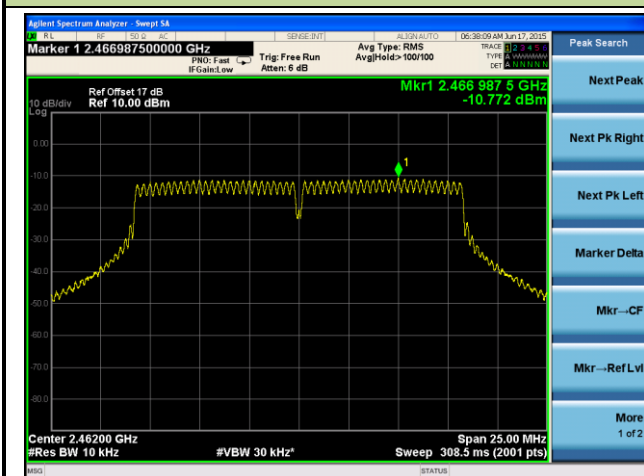 Agilent Spectrum Analyzer - Swept SA
RL RF 50 Ω AC SENSE:INT ALIGN AUTO 06:38:09 AM Jun 17, 2015
Marker 1 2.466987500000 GHz
PNO: Fast
IFGain:Low
Trig: Free Run
Atten: 6 dB
Avg Type: RMS
Avg|Hold:>100/100
TRACE 1 2 3 4 5 6
TYPE A WWWWW
DET A N N N N N
Peak Search
Ref Offset 17 dB
10 dB/div Ref 10.00 dBm
Log
Mkr1 2.466 987 5 GHz
-10.772 dBm
0.00
-10.0
-20.0
-30.0
-40.0
-50.0
-60.0
-70.0
-80.0
1
Center 2.46200 GHz Span 25.00 MHz
#Res BW 10 kHz #VBW 30 kHz* Sweep 308.5 ms (2001 pts)
MSG STATUS
Next Peak
Next Pk Right
Next Pk Left
Marker Delta
Mkr→CF
Mkr→Ref Lvl
More
1 of 2